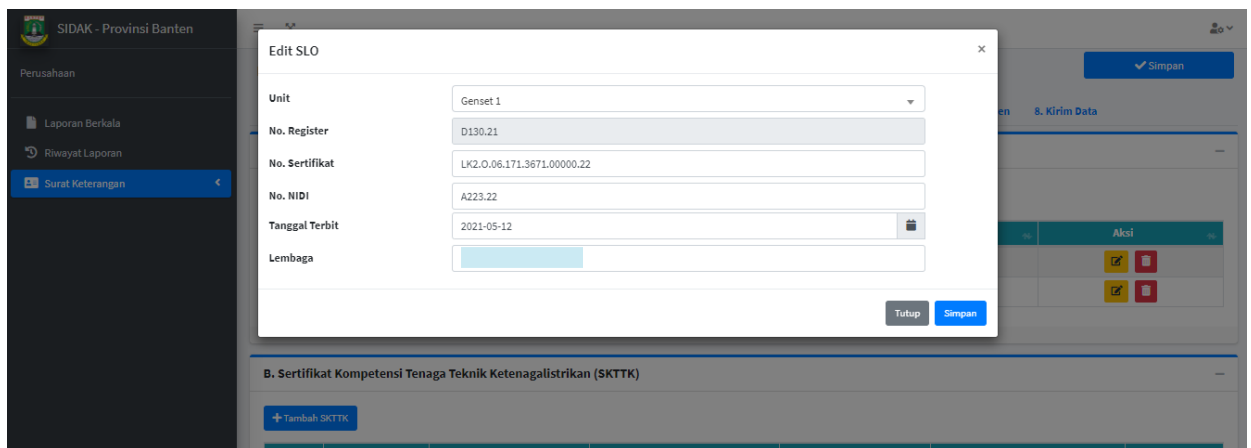 SIDAK - Provinsi Banten
Perusahaan
Laporan Berkala
Riwayat Laporan
Surat Keterangan
Edit SLO
×
Unit
Genset 1
No. Register
D130.21
No. Sertifikat
LK2.O.06.171.3671.00000.22
No. NIDI
A223.22
Tanggal Terbit
2021-05-12
Lembaga
Tutup
Simpan
Simpan
en
8. Kirim Data
Aksi
B. Sertifikat Kompetensi Tenaga Teknik Ketenagalistrikan (SKTTK)
+ Tambah SKTTK